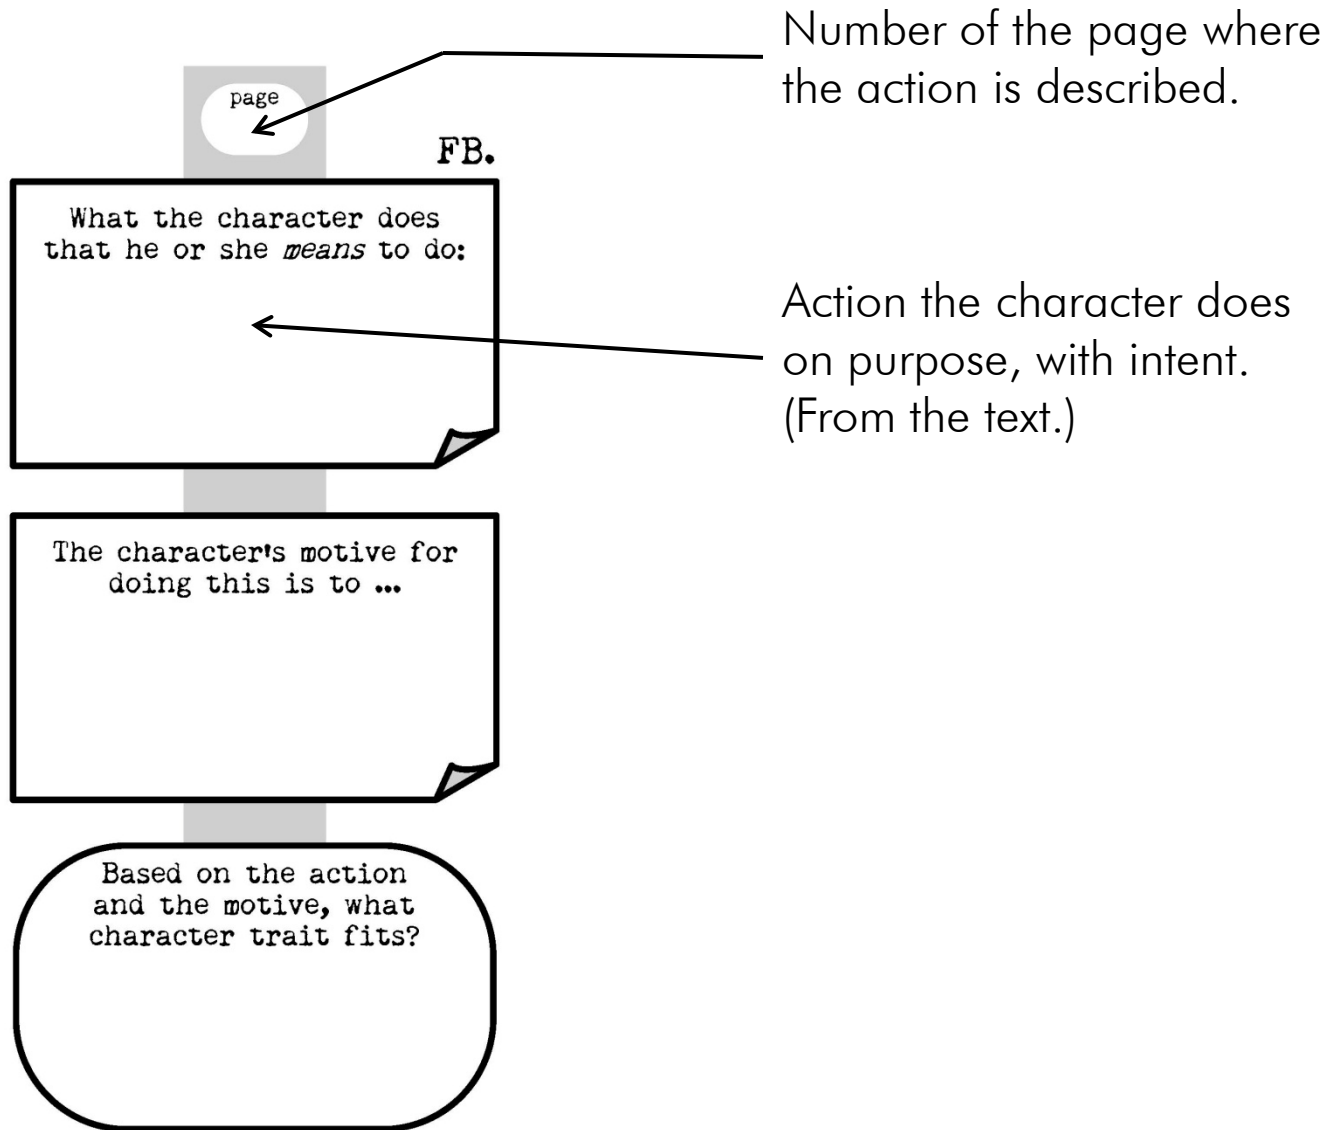 Number of the page where
the action is described.
page
FB.
What the character does
that he or she means to do:
Action the character does
on purpose, with intent.
(From the text.)
The character's motive for
doing this is to ...
Based on the action
and the motive, what
character trait fits?